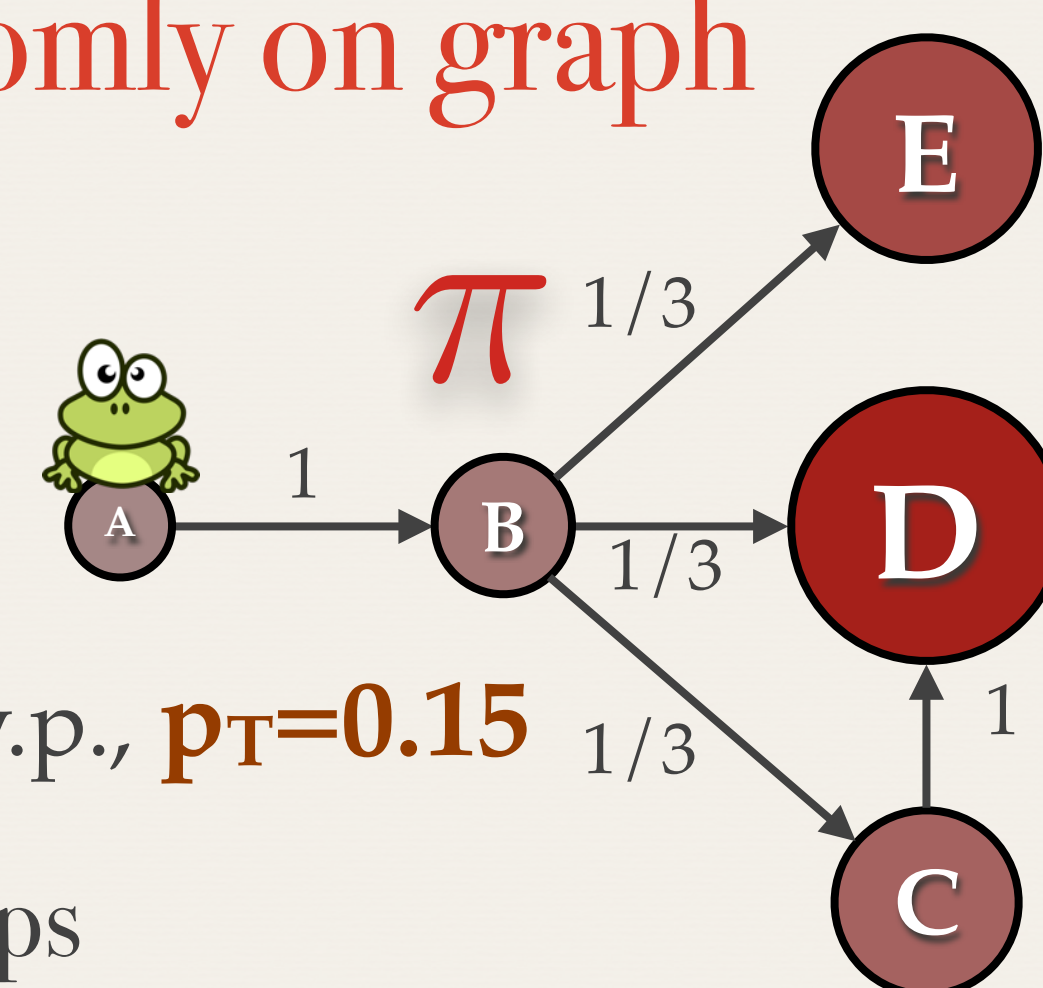 omly on graph
E
π
1/3
1
A
B
D
1/3
.p., pT=0.15
1/3
1
C
ps